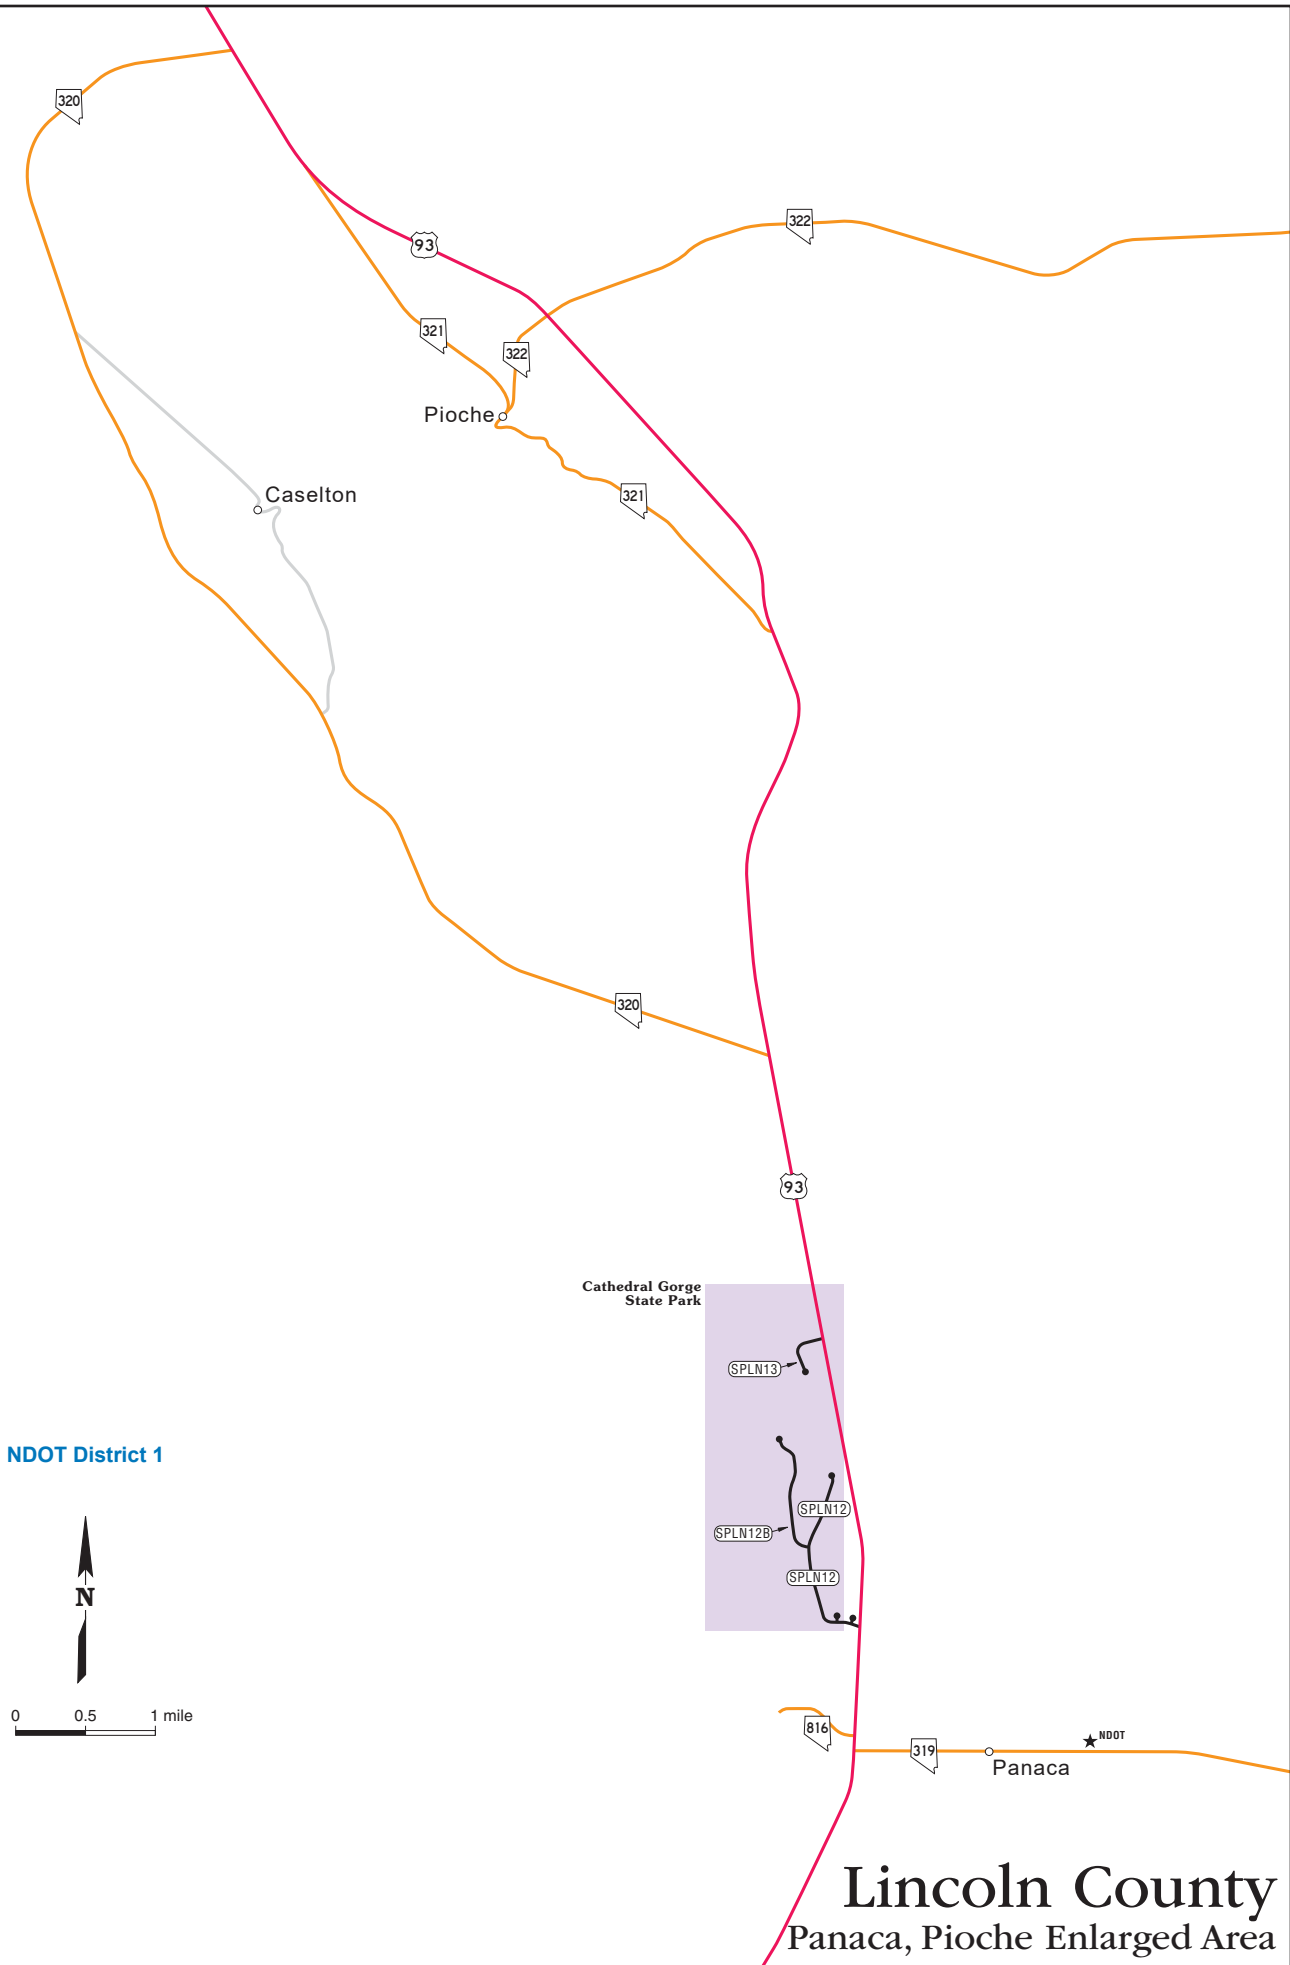 320
322
93
321
322
Pioche
Caselton
321
320
93
Cathedral Gorge
State Park
SPLN13
NDOT District 1
SPLN12
SPLN12B
SPLN12
N
0 0.5 1 mile
816
NDOT
319
Panaca
Lincoln County
Panaca, Pioche Enlarged Area